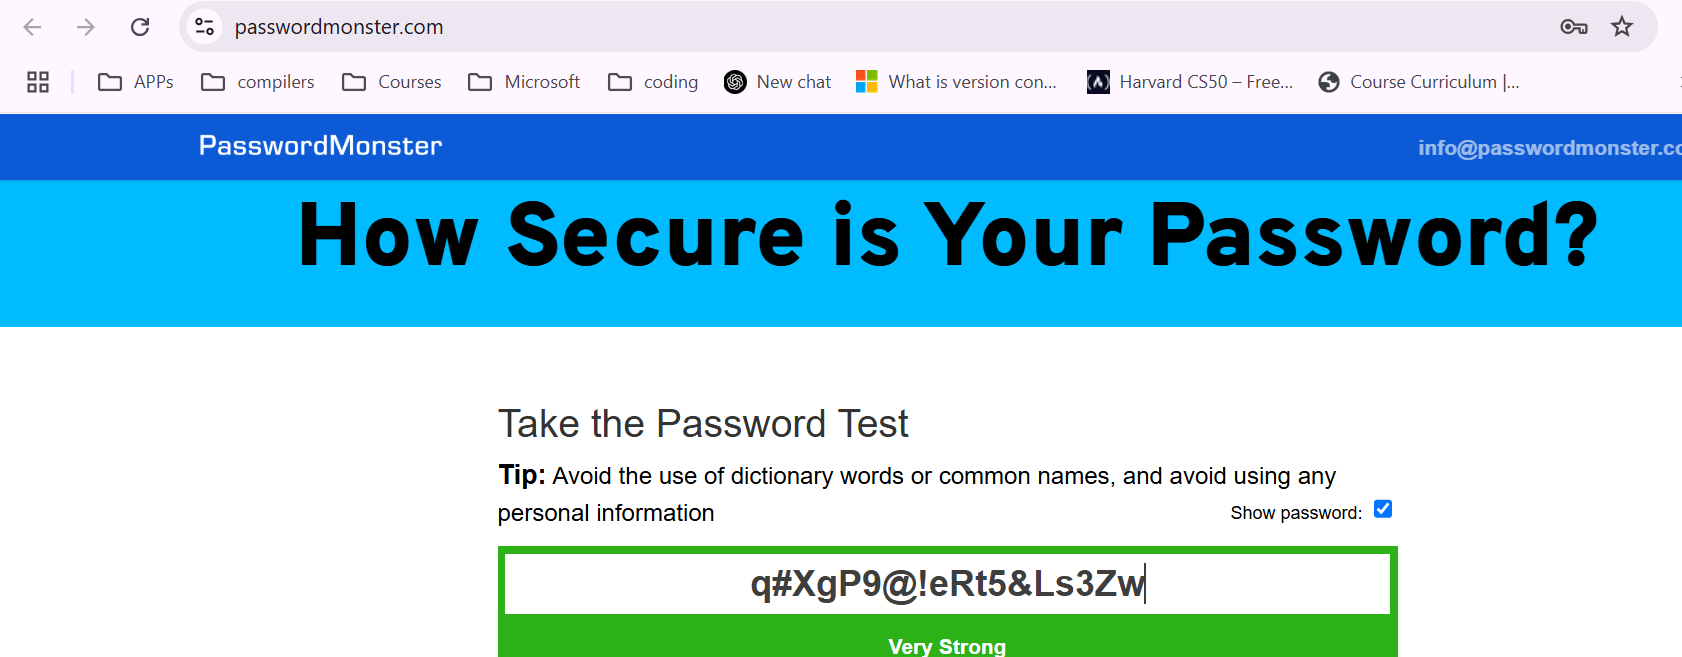 passwordmonster.com
APPs compilers Courses Microsoft coding New chat What is version con... Harvard CS50 – Free... Course Curriculum |...
PasswordMonster info@passwordmonster.co
How Secure is Your Password?
Take the Password Test
Tip: Avoid the use of dictionary words or common names, and avoid using any
personal information Show password:
q#XgP9@!eRt5&Ls3Zw
Very Strong